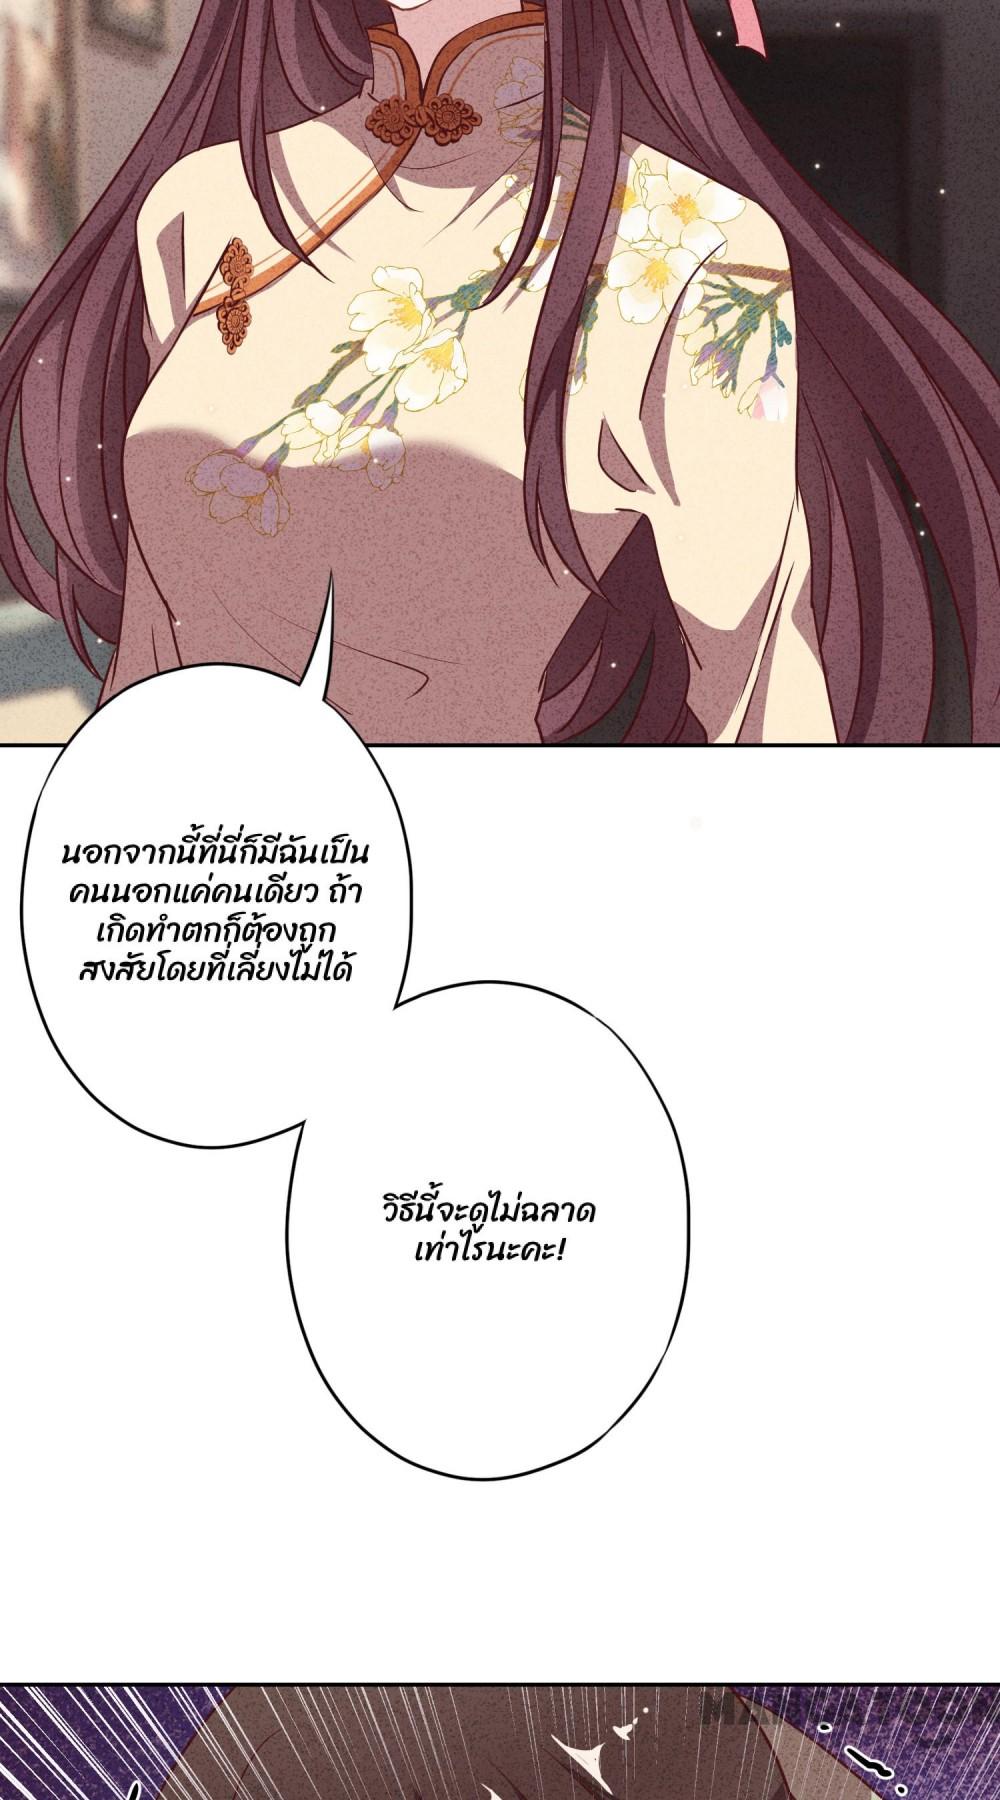 นอกจากนี้ที่นี่ก็มีฉันเป็น
คนนอกแค่คนเดียว ถ้า
เกิดทำตกก็ต้องถูก
สงสัยโดยที่เลี่ยงไม่ได้
วิธีนี้จะดูไม่ฉลาด
เท่าไรนะคะ!
MANGATOON